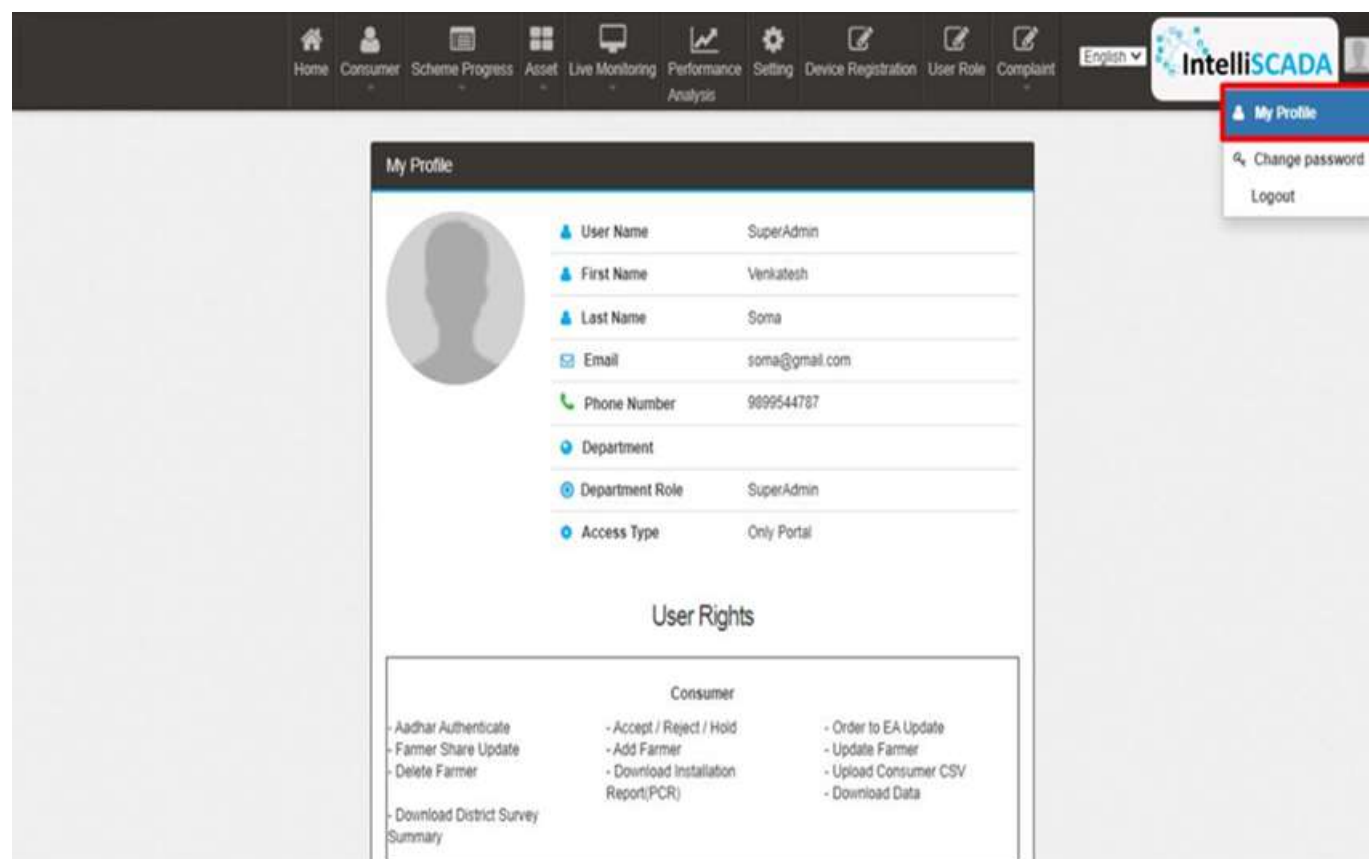 Home Consumer Scheme Progress Asset Live Monitoring Performance Analysis Setting Device Registration User Role Complaint English IntelliSCADA
My Profile
Change password
Logout
My Profile
User Name SuperAdmin
First Name Venkatesh
Last Name Soma
Email soma@gmail.com
Phone Number 9899544787
Department
Department Role SuperAdmin
Access Type Only Portal
User Rights
Consumer
- Aadhar Authenticate - Accept / Reject / Hold - Order to EA Update
- Farmer Share Update - Add Farmer - Update Farmer
- Delete Farmer - Download Installation Report(PCR) - Upload Consumer CSV
- Download Data
- Download District Survey
Summary